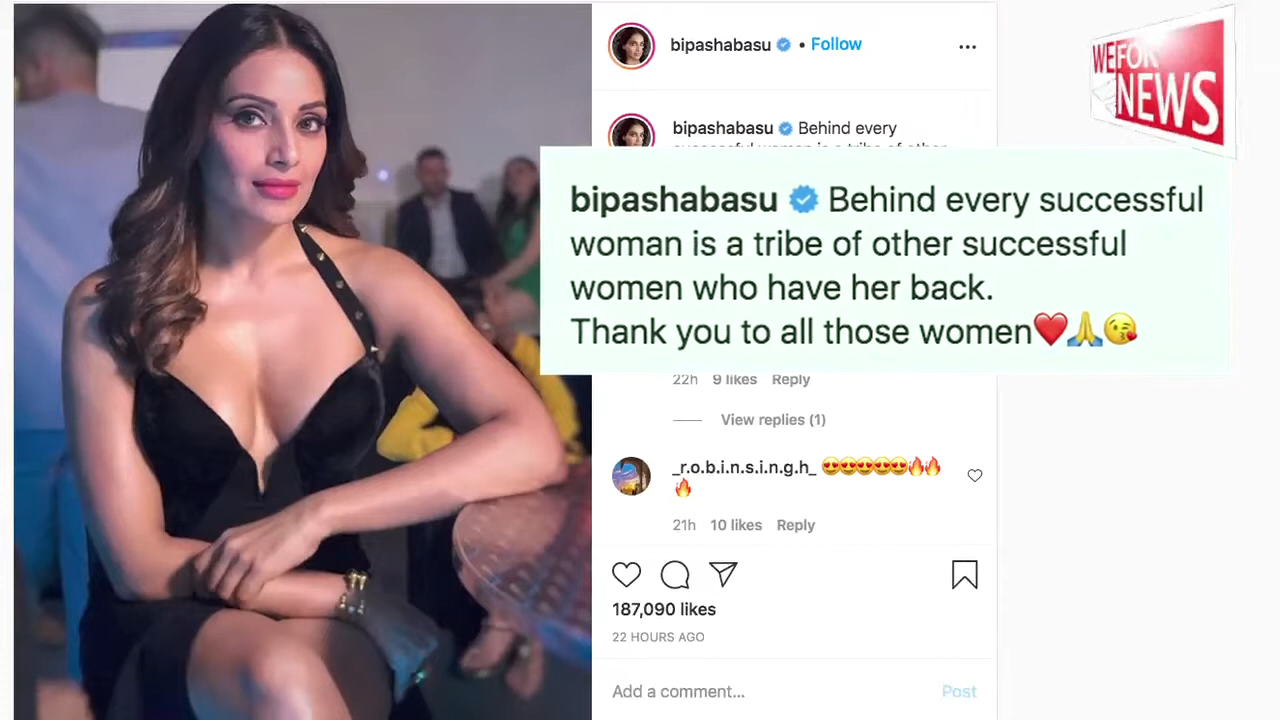 bipashabasu • Follow
WEFOR
NEWS
bipashabasu Behind every
bipashabasu Behind every successful
woman is a tribe of other successful
women who have her back.
Thank you to all those women❤️🙏😘
22h 9 likes Reply
View replies (1)
_r.o.b.i.n.s.i.n.g.h_ 😍😍😍😍😍🔥🔥
🔥
21h 10 likes Reply
187,090 likes
22 HOURS AGO
Add a comment...
Post